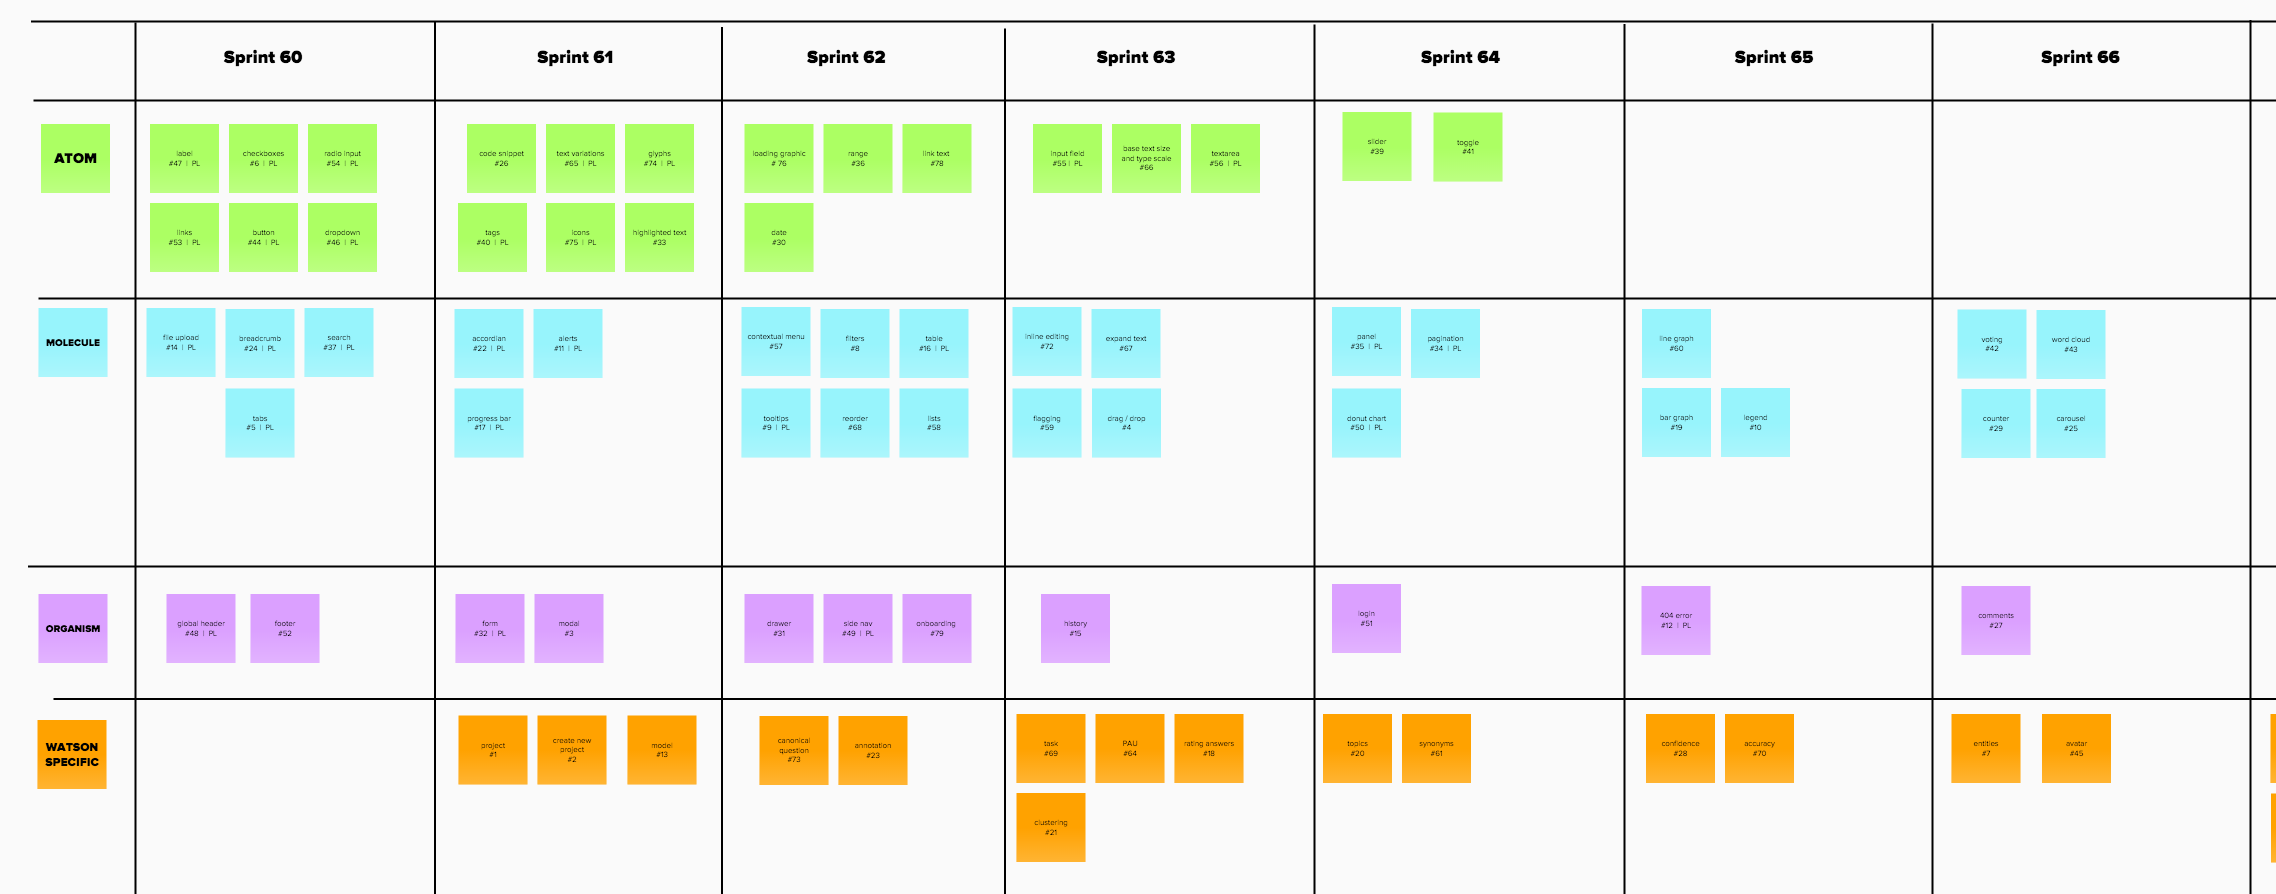 Sprint 60
Sprint 61
Sprint 62
Sprint 63
Sprint 64
Sprint 65
Sprint 66
ATOM
label
#47 | PL
checkboxes
#6 | PL
radio input
#54 | PL
links
#53 | PL
button
#44 | PL
dropdown
#46 | PL
code snippet
#26
text variations
#65 | PL
glyphs
#74 | PL
tags
#40 | PL
icons
#75 | PL
highlighted text
#33
loading graphic
# 76
range
#36
link text
#78
date
#30
input field
#55 | PL
base text size
and type scale
#66
textarea
#56 | PL
slider
#39
toggle
#41
MOLECULE
file upload
#14 | PL
breadcrumb
#24 | PL
search
#37 | PL
tabs
#5 | PL
accordian
#22 | PL
alerts
#11 | PL
progress bar
#17 | PL
contextual menu
#57
filters
#8
table
#16 | PL
tooltips
#9 | PL
reorder
#68
lists
#58
inline editing
#72
expand text
#67
flagging
#59
drag / drop
#4
panel
#35 | PL
pagination
#34 | PL
donut chart
#50 | PL
line graph
#60
bar graph
#19
legend
#10
voting
#42
word cloud
#43
counter
#29
carousel
#25
ORGANISM
global header
#48 | PL
footer
#52
form
#32 | PL
modal
#3
drawer
#31
side nav
#49 | PL
onboarding
#79
history
#15
login
#51
404 error
#12 | PL
comments
#27
WATSON
SPECIFIC
project
#1
create new
project
#2
model
#13
canonical
question
#73
annotation
#23
task
#69
PAU
#64
rating answers
#18
clustering
#21
topics
#20
synonyms
#61
confidence
#28
accuracy
#70
entities
#7
avatar
#45